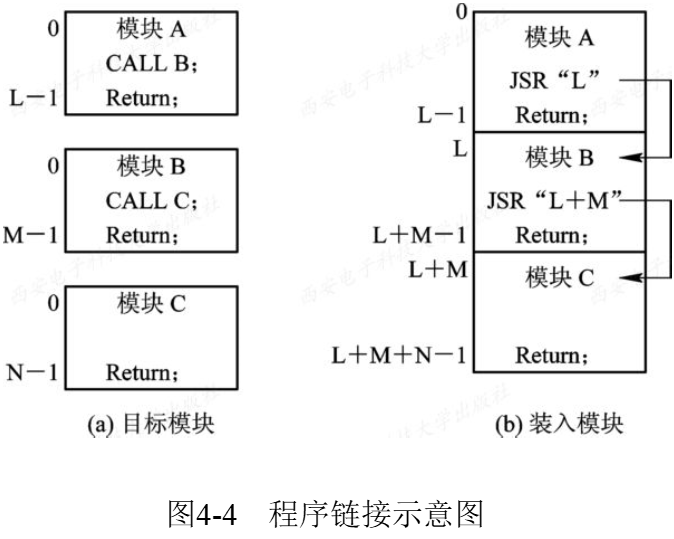 0
模块 A
CALL B;
L－1
Return;
0
模块 B
CALL C;
M－1
Return;
0
模块 C
N－1
Return;
(a) 目标模块
0
模块 A
JSR “L”
L－1
Return;
L
模块 B
JSR “L＋M”
L＋M－1
Return;
L＋M
模块 C
L＋M＋N－1
Return;
(b) 装入模块
图4-4 程序链接示意图
西安电子科技大学出版社